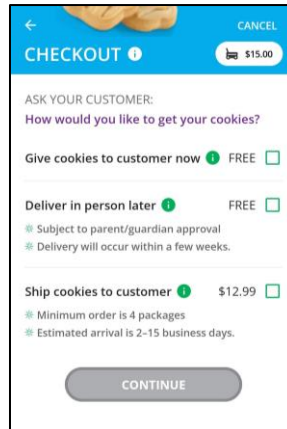 CANCEL
CHECKOUT
$15.00
ASK YOUR CUSTOMER:
How would you like to get your cookies?
Give cookies to customer now FREE
Deliver in person later FREE
Subject to parent/guardian approval
Delivery will occur within a few weeks.
Ship cookies to customer $12.99
Minimum order is 4 packages
Estimated arrival is 2–15 business days.
CONTINUE